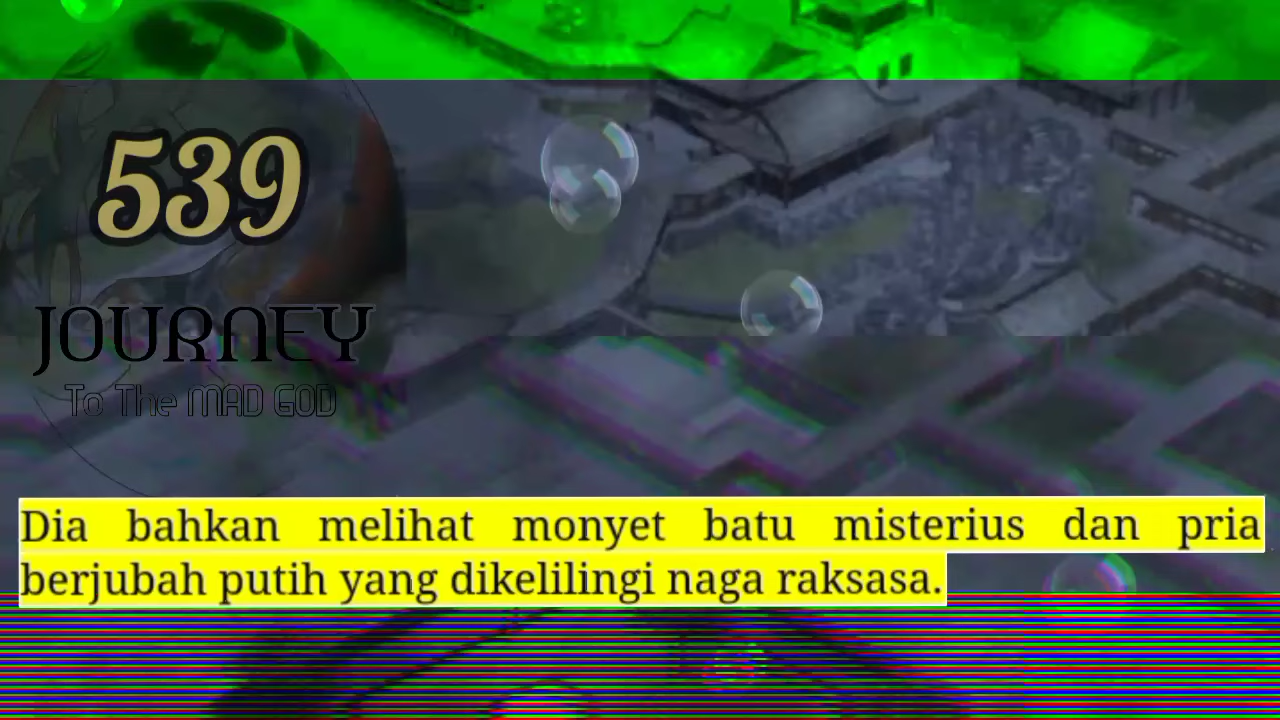 539
JOURNEY
To The MAD GOD
Dia bahkan melihat monyet batu misterius dan pria
berjubah putih yang dikelilingi naga raksasa.